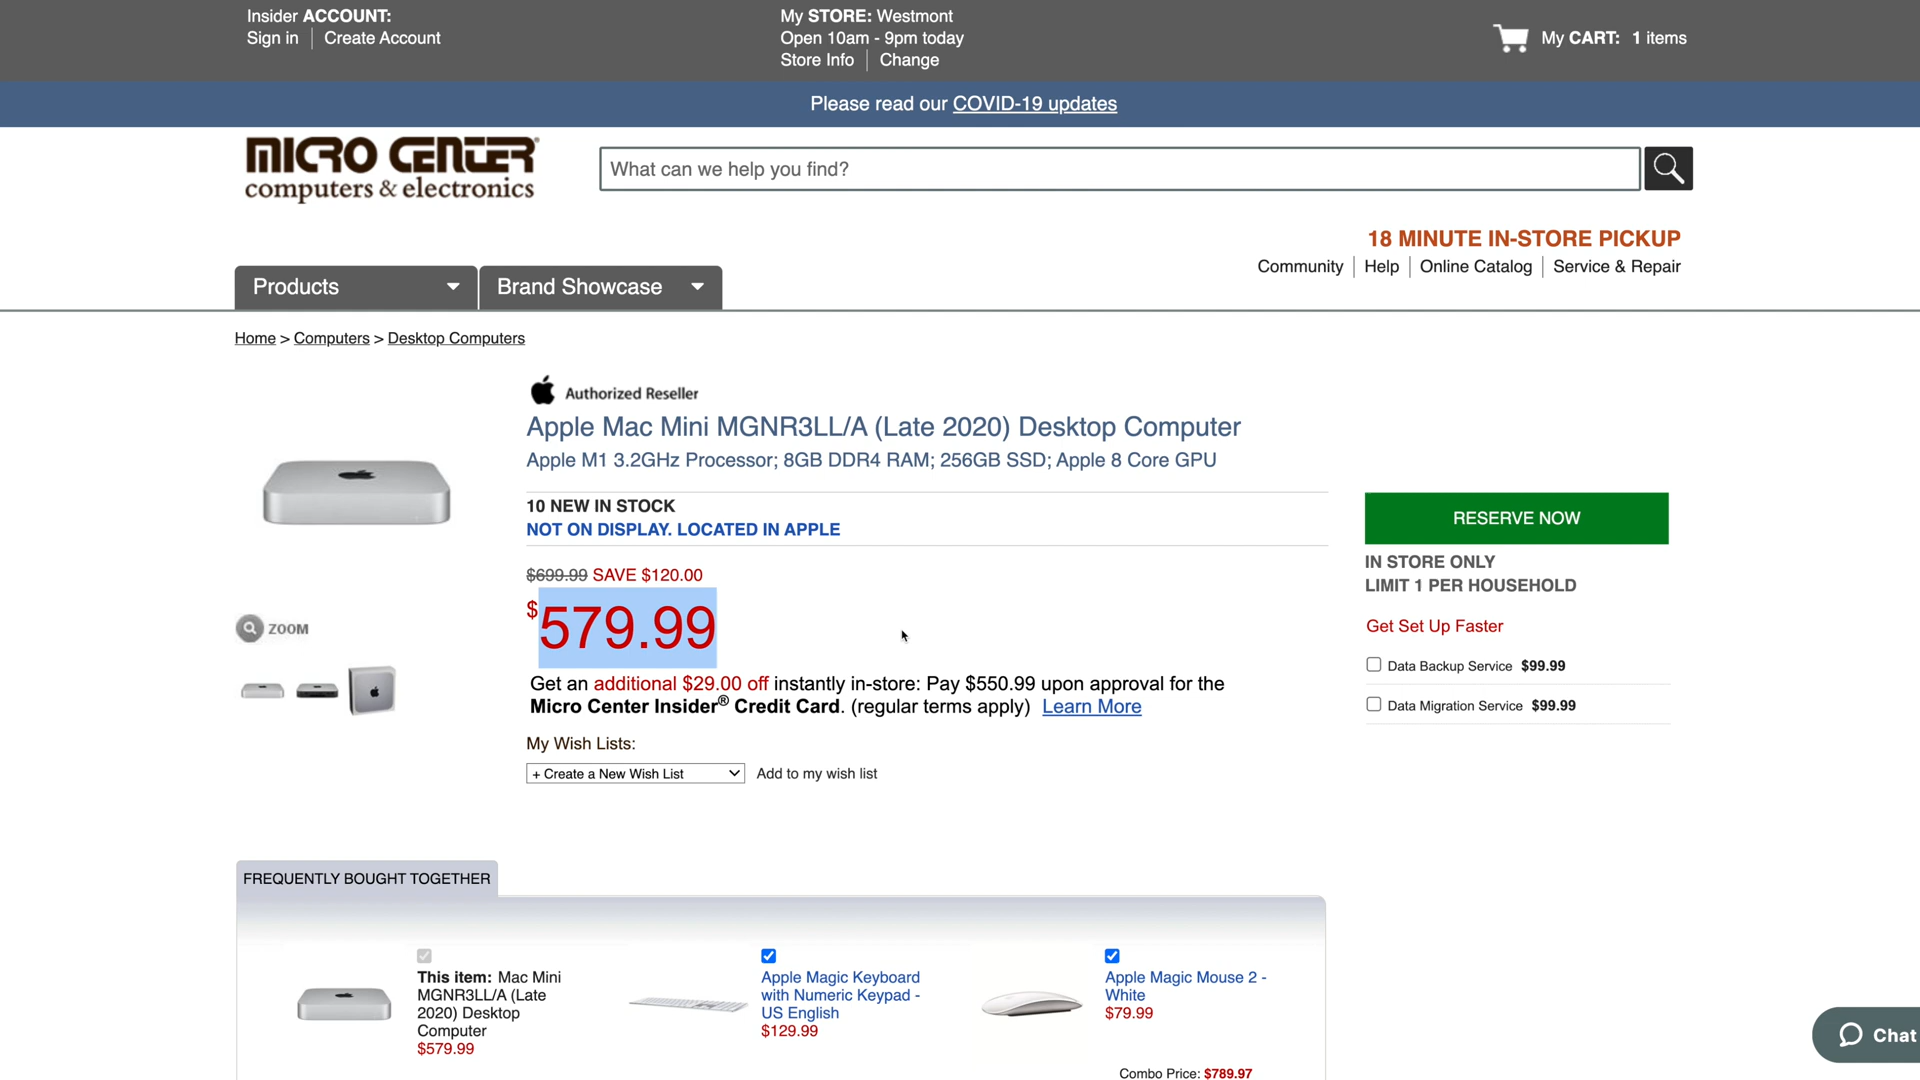 Insider ACCOUNT:
Sign in
Create Account
My STORE: Westmont
Open 10am - 9pm today
Store Info
Change
My CART: 1 items
Please read our COVID-19 updates
MICRO CENTER
computers & electronics
What can we help you find?
18 MINUTE IN-STORE PICKUP
Community
Help
Online Catalog
Service & Repair
Products
Brand Showcase
Home > Computers > Desktop Computers
Authorized Reseller
Apple Mac Mini MGNR3LL/A (Late 2020) Desktop Computer
Apple M1 3.2GHz Processor; 8GB DDR4 RAM; 256GB SSD; Apple 8 Core GPU
10 NEW IN STOCK
NOT ON DISPLAY. LOCATED IN APPLE
$699.99 SAVE $120.00
$579.99
Get an additional $29.00 off instantly in-store: Pay $550.99 upon approval for the
Micro Center Insider® Credit Card. (regular terms apply) Learn More
My Wish Lists:
+ Create a New Wish List
Add to my wish list
ZOOM
RESERVE NOW
IN STORE ONLY
LIMIT 1 PER HOUSEHOLD
Get Set Up Faster
Data Backup Service $99.99
Data Migration Service $99.99
FREQUENTLY BOUGHT TOGETHER
This item: Mac Mini
MGNR3LL/A (Late
2020) Desktop
Computer
$579.99
Apple Magic Keyboard
with Numeric Keypad -
US English
$129.99
Apple Magic Mouse 2 -
White
$79.99
Combo Price: $789.97
Chat